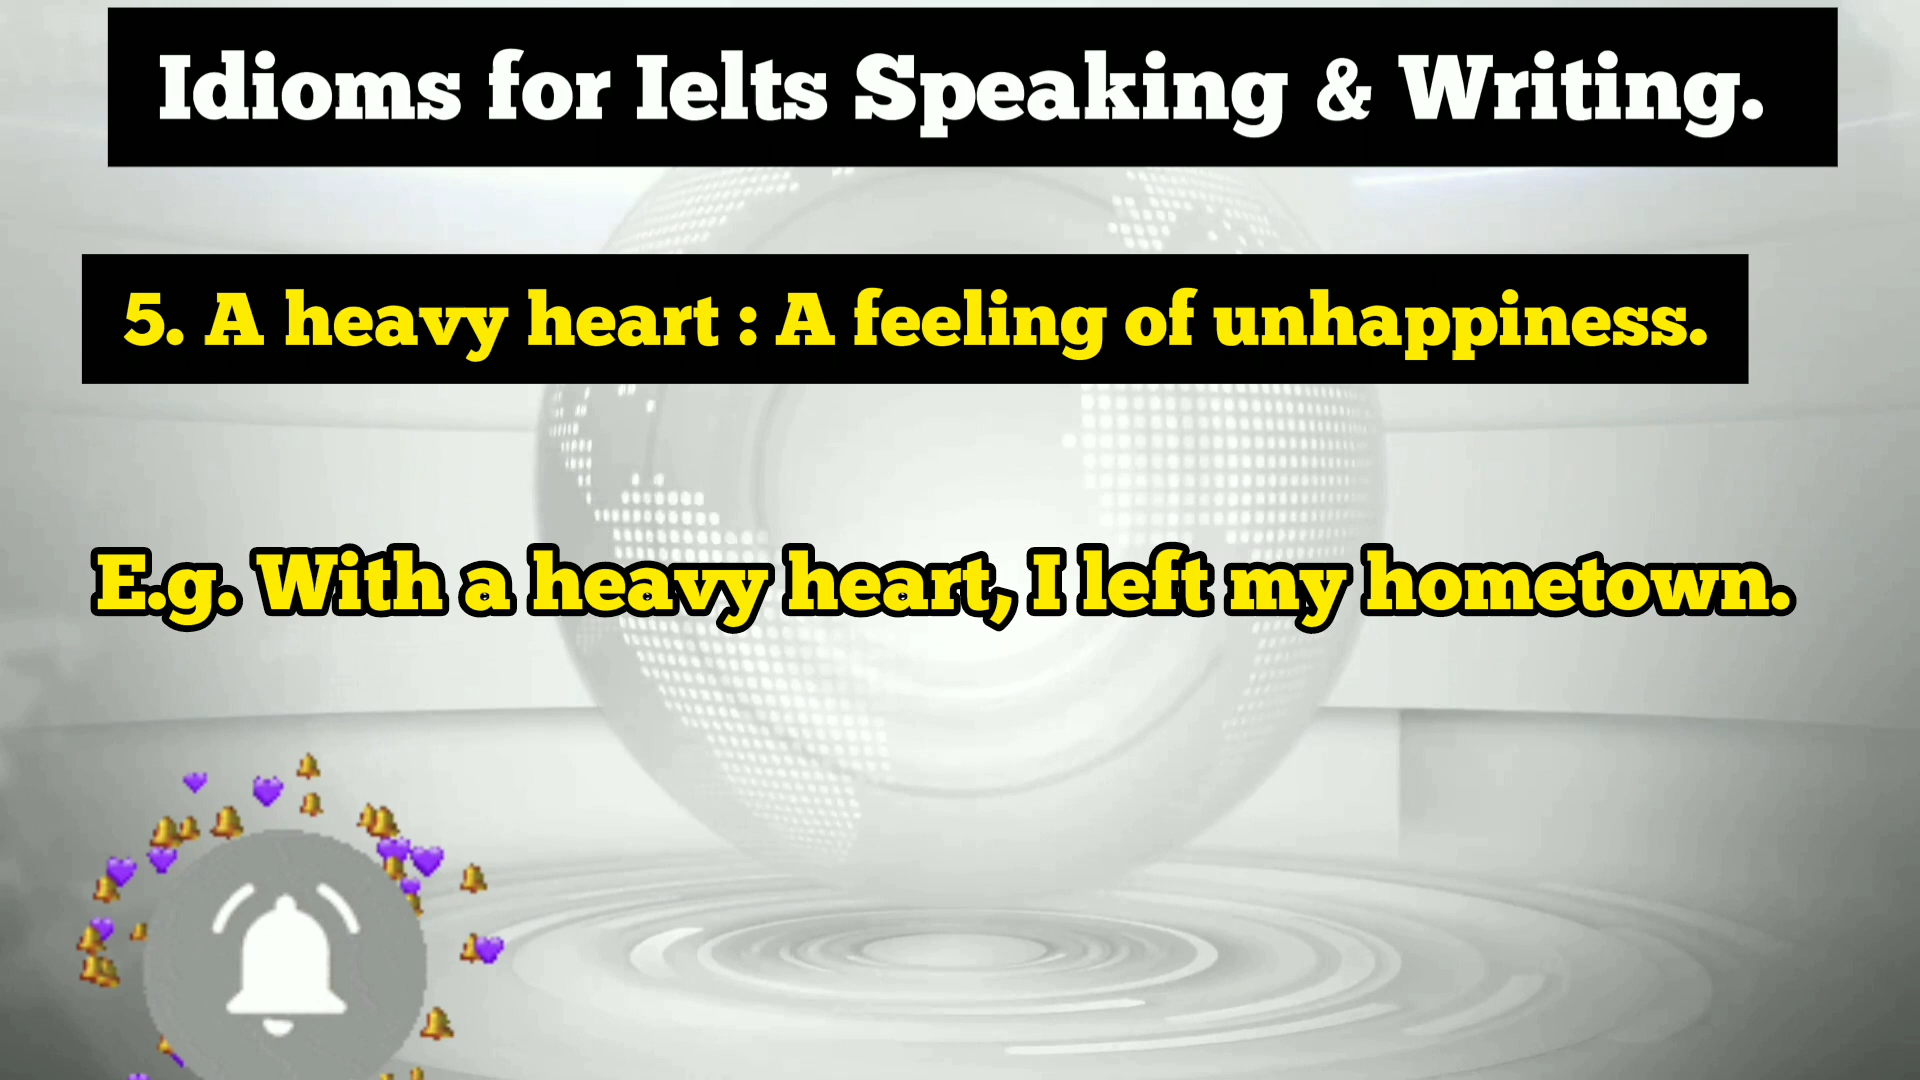 Idioms for Ielts Speaking & Writing.
5. A heavy heart : A feeling of unhappiness.
E.g. With a heavy heart, I left my hometown.